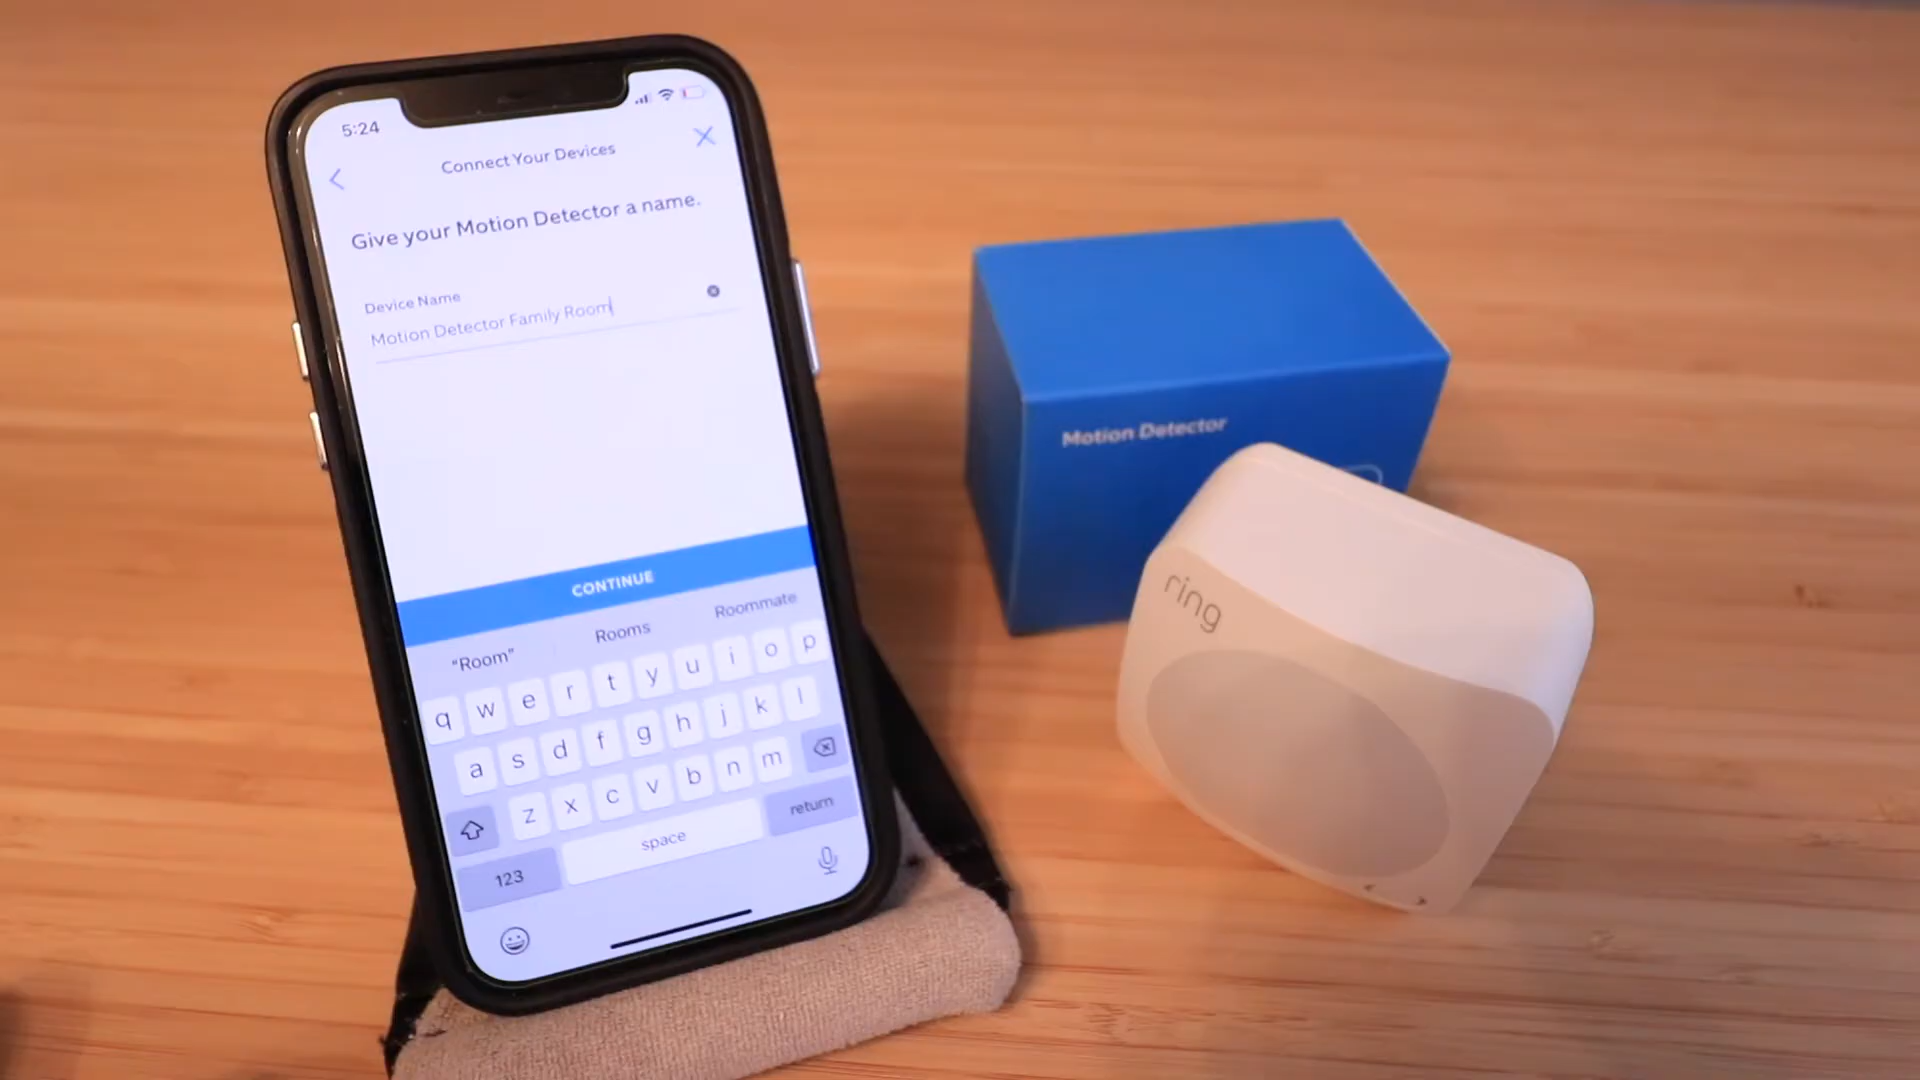 5:24
Connect Your Devices
Give your Motion Detector a name.
Device Name
Motion Detector Family Room
CONTINUE
“Room”
Rooms
Roommate
q w e r t y u i o p
a s d f g h j k l
z x c v b n m
123
space
return
Motion Detector
ring